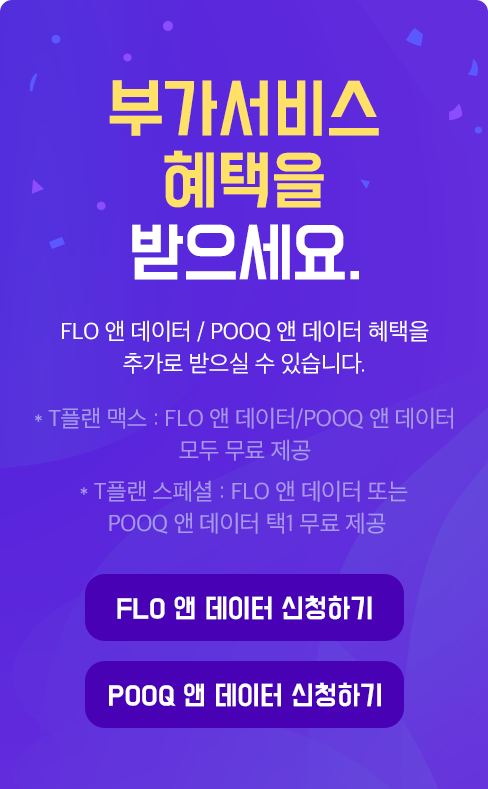 부가서비스
혜택을
받으세요.
FLO 앤 데이터 / POOQ 앤 데이터 혜택을
추가로 받으실 수 있습니다.
* T플랜 맥스 : FLO 앤 데이터/POOQ 앤 데이터
모두 무료 제공
* T플랜 스페셜 : FLO 앤 데이터 또는
POOQ 앤 데이터 택1 무료 제공
FLO 앤 데이터 신청하기
POOQ 앤 데이터 신청하기